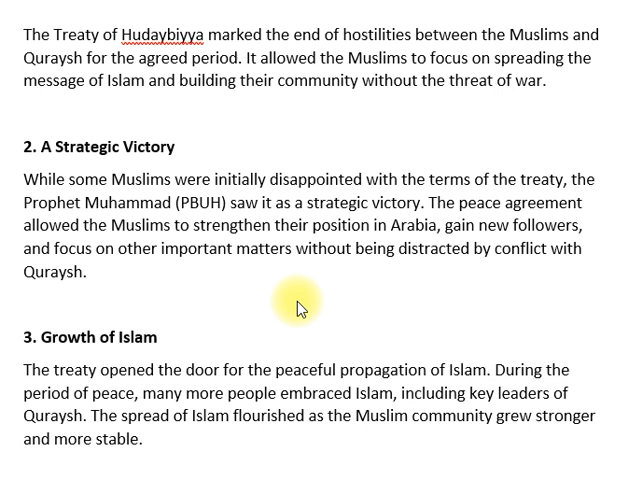 The Treaty of Hudaybiyya marked the end of hostilities between the Muslims and
Quraysh for the agreed period. It allowed the Muslims to focus on spreading the
message of Islam and building their community without the threat of war.
2. A Strategic Victory
While some Muslims were initially disappointed with the terms of the treaty, the
Prophet Muhammad (PBUH) saw it as a strategic victory. The peace agreement
allowed the Muslims to strengthen their position in Arabia, gain new followers,
and focus on other important matters without being distracted by conflict with
Quraysh.
3. Growth of Islam
The treaty opened the door for the peaceful propagation of Islam. During the
period of peace, many more people embraced Islam, including key leaders of
Quraysh. The spread of Islam flourished as the Muslim community grew stronger
and more stable.